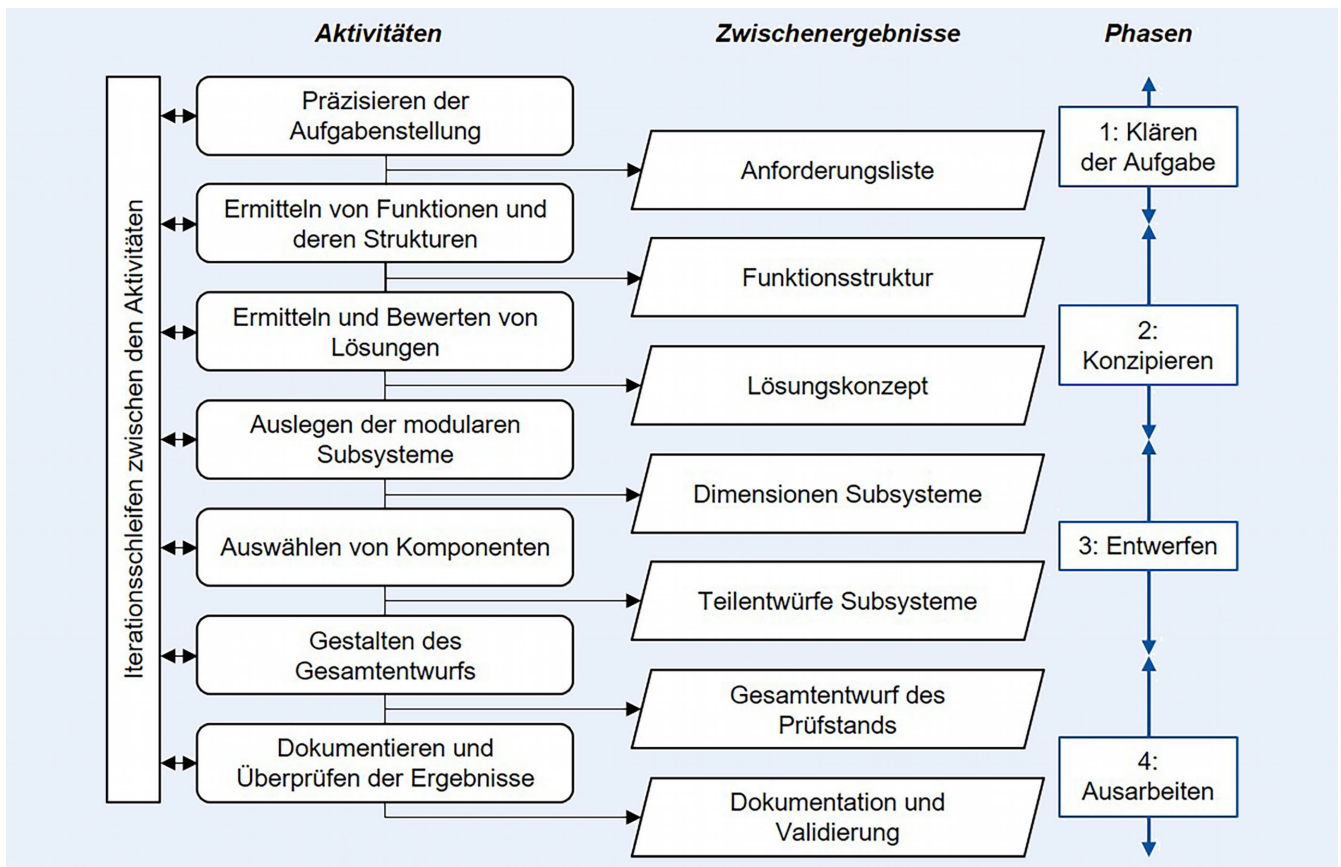 Aktivitäten
Zwischenergebnisse
Phasen
Iterationsschleifen zwischen den Aktivitäten
Präzisieren der
Aufgabenstellung
Anforderungsliste
1: Klären
der Aufgabe
Ermitteln von Funktionen und
deren Strukturen
Funktionsstruktur
Ermitteln und Bewerten von
Lösungen
2:
Konzipieren
Lösungskonzept
Auslegen der modularen
Subsysteme
Dimensionen Subsysteme
Auswählen von Komponenten
3: Entwerfen
Teilentwürfe Subsysteme
Gestalten des
Gesamtentwurfs
Gesamtentwurf des
Prüfstands
Dokumentieren und
Überprüfen der Ergebnisse
4:
Ausarbeiten
Dokumentation und
Validierung